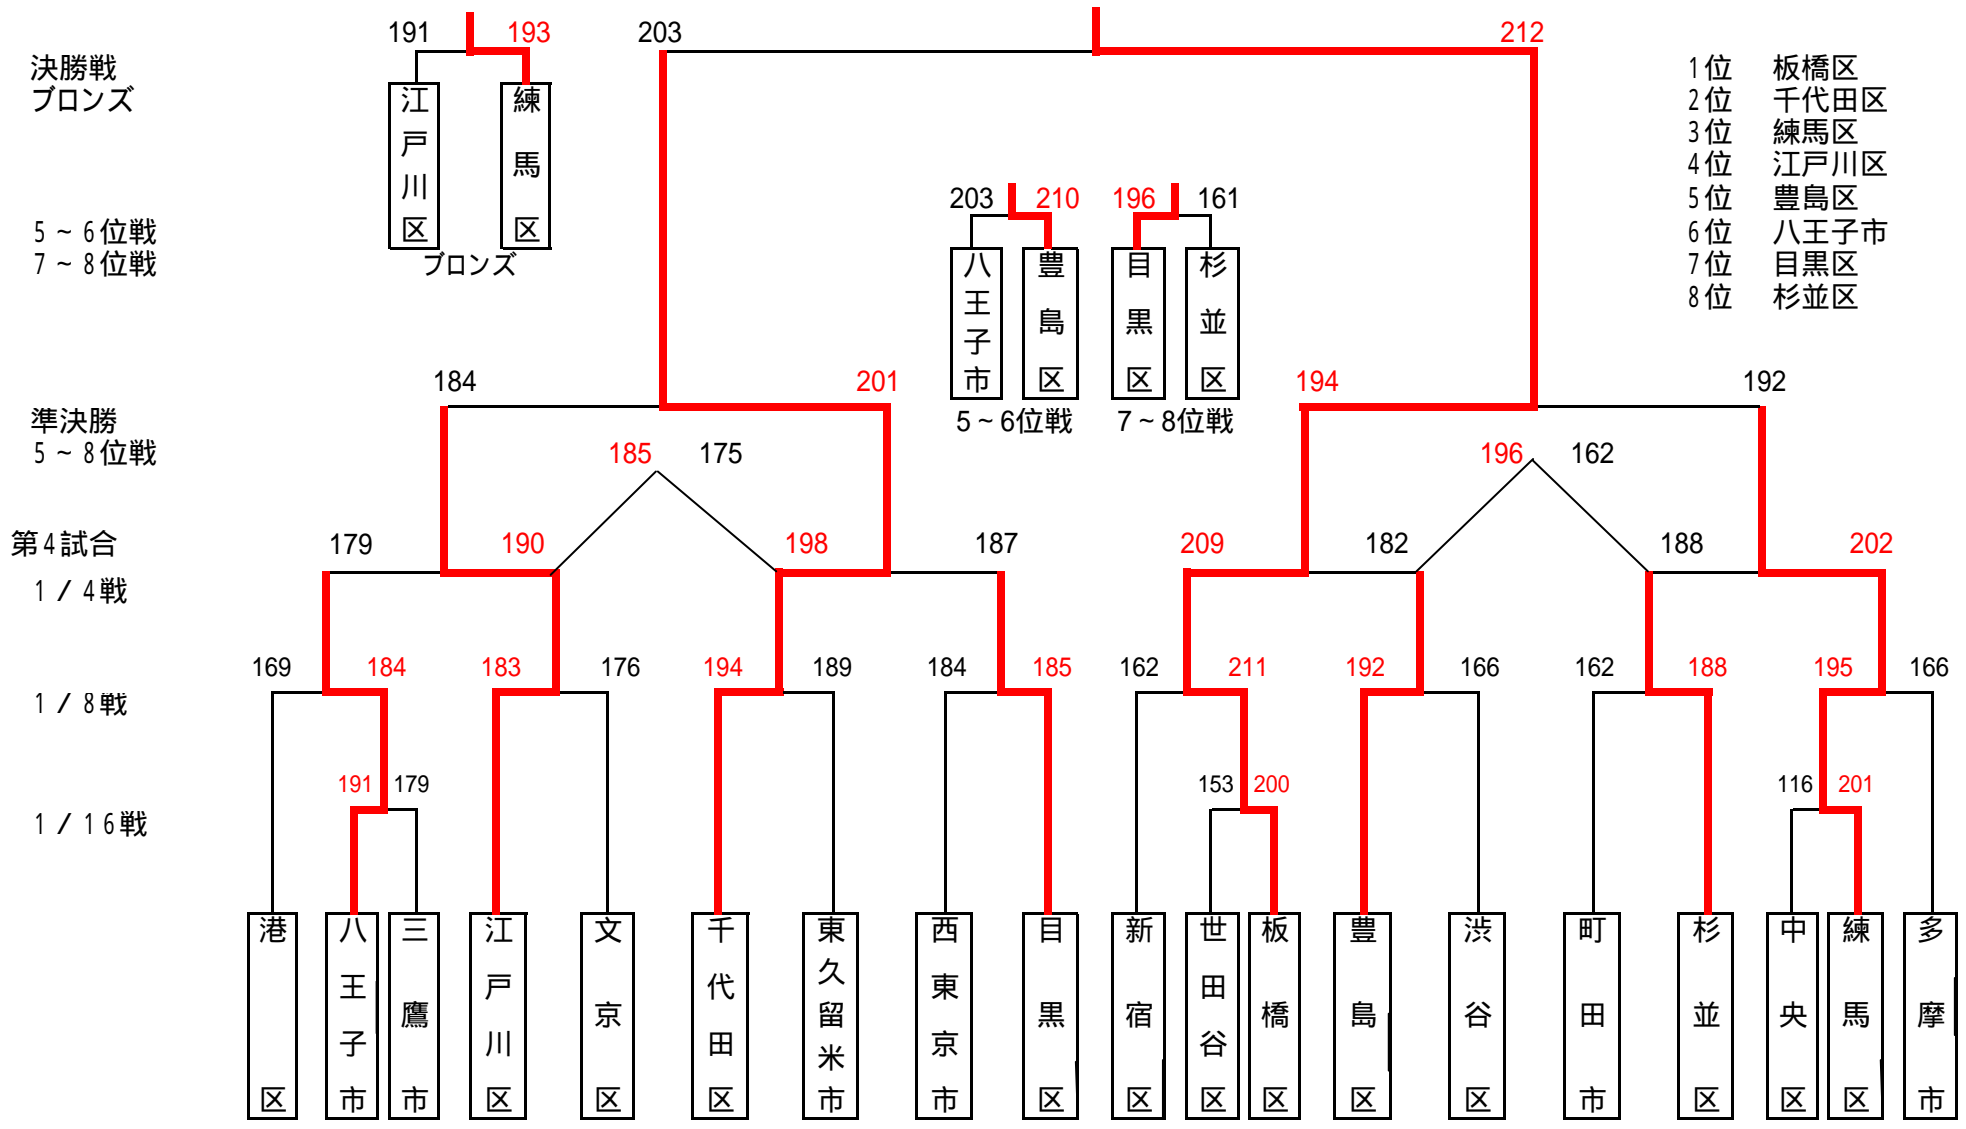 191 193 203 212
決勝戦
ブロンズ
江戸川区
練馬区
ブロンズ
1位 板橋区
2位 千代田区
3位 練馬区
4位 江戸川区
5位 豊島区
6位 八王子市
7位 目黒区
8位 杉並区
5~6位戦
7~8位戦
203 210 196 161
八王子市
豊島区
目黒区
杉並区
5~6位戦 7~8位戦
184 201 194 192
準決勝
5~8位戦
185 175 196 162
第4試合
179 190 198 187 209 182 188 202
1/4戦
169 184 183 176 194 189 184 185 162 211 192 166 162 188 195 166
1/8戦
191 179 153 200 116 201
1/16戦
港区
八王子市
三鷹市
江戸川区
文京区
千代田区
東久留米市
西東京市
目黒区
新宿区
世田谷区
板橋区
豊島区
渋谷区
町田市
杉並区
中央区
練馬区
多摩市